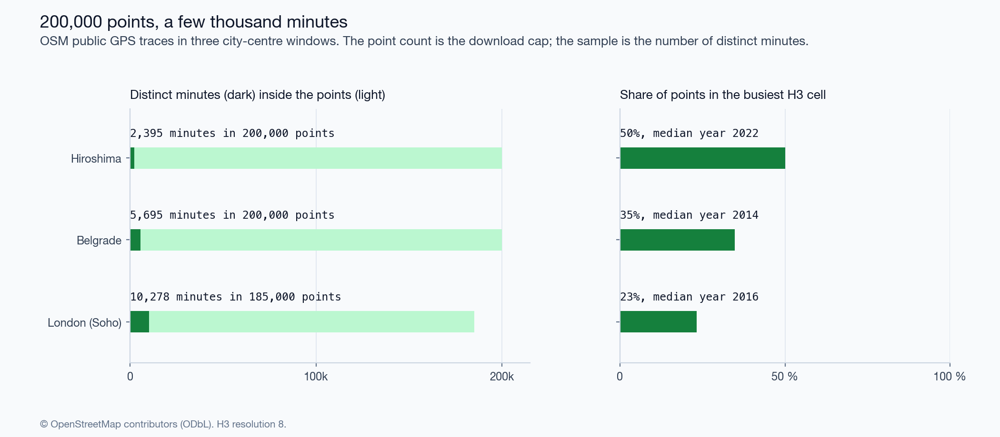 200,000 points, a few thousand minutes
OSM public GPS traces in three city-centre windows. The point count is the download cap; the sample is the number of distinct minutes.
Distinct minutes (dark) inside the points (light)
2,395 minutes in 200,000 points
Hiroshima
5,695 minutes in 200,000 points
Belgrade
10,278 minutes in 185,000 points
London (Soho)
0
100k
200k
Share of points in the busiest H3 cell
50%, median year 2022
35%, median year 2014
23%, median year 2016
0
50 %
100 %
© OpenStreetMap contributors (ODbL). H3 resolution 8.